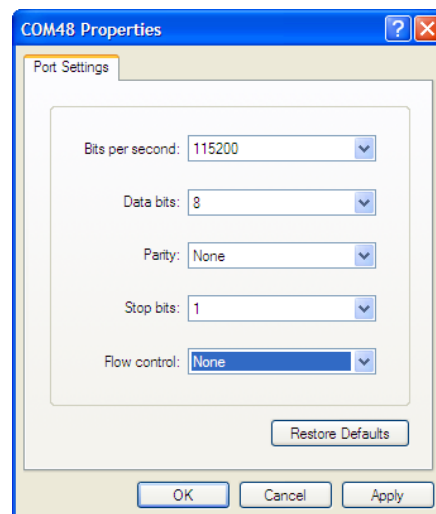 COM48 Properties
Port Settings
Bits per second: 115200
Data bits: 8
Parity: None
Stop bits: 1
Flow control: None
Restore Defaults
OK Cancel Apply